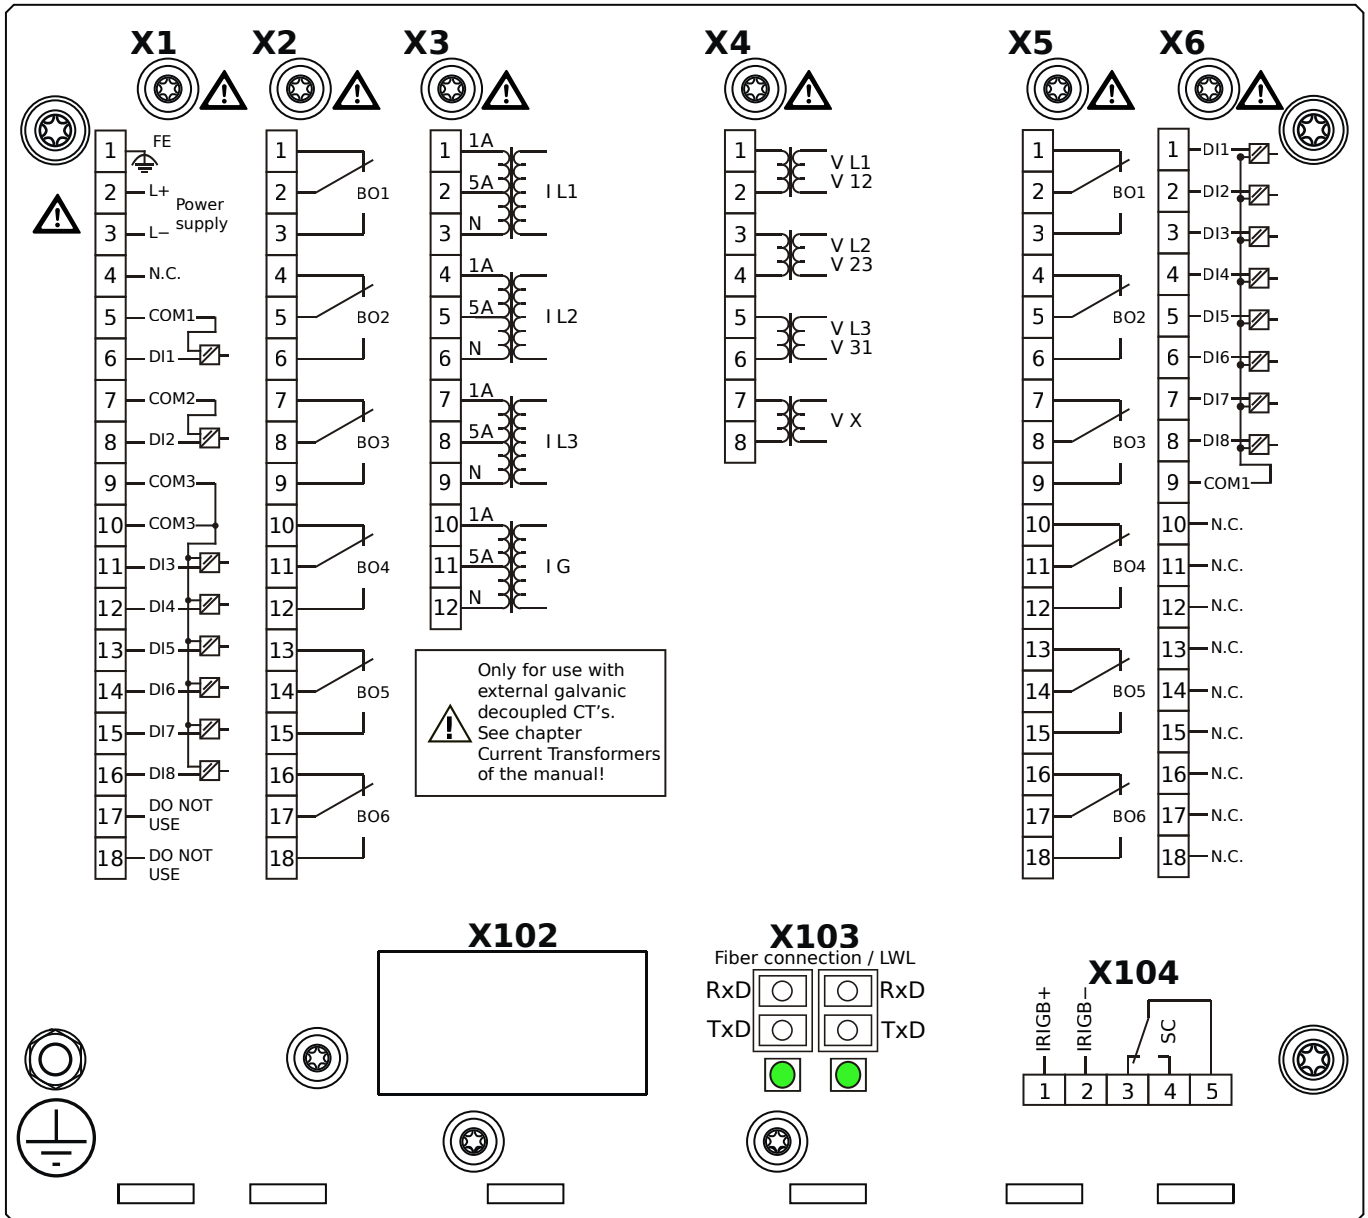 X1 X2 X3 X4 X5 X6
1 FE
2 L+
Power
supply
3 L−
4 N.C.
5 COM1
6 DI1
7 COM2
8 DI2
9 COM3
10 COM3
11 DI3
12 DI4
13 DI5
14 DI6
15 DI7
16 DI8
17 DO NOT
USE
18 DO NOT
USE
1
2 BO1
3
4
5 BO2
6
7
8 BO3
9
10
11 BO4
12
13
14 BO5
15
16
17 BO6
18
1 1A
2 5A I L1
3 N
4 1A
5 5A I L2
6 N
7 1A
8 5A I L3
9 N
10 1A
11 5A I G
12 N
Only for use with
external galvanic
decoupled CT's.
See chapter
Current Transformers
of the manual!
1 V L1
2 V 12
3 V L2
4 V 23
5 V L3
6 V 31
7 V X
8
1
2 BO1
3
4
5 BO2
6
7
8 BO3
9
10
11 BO4
12
13
14 BO5
15
16
17 BO6
18
1 DI1
2 DI2
3 DI3
4 DI4
5 DI5
6 DI6
7 DI7
8 DI8
9 COM1
10 N.C.
11 N.C.
12 N.C.
13 N.C.
14 N.C.
15 N.C.
16 N.C.
17 N.C.
18 N.C.
X102
X103
Fiber connection / LWL
RxD RxD
TxD TxD
X104
IRIGB+
IRIGB−
SC
1 2 3 4 5